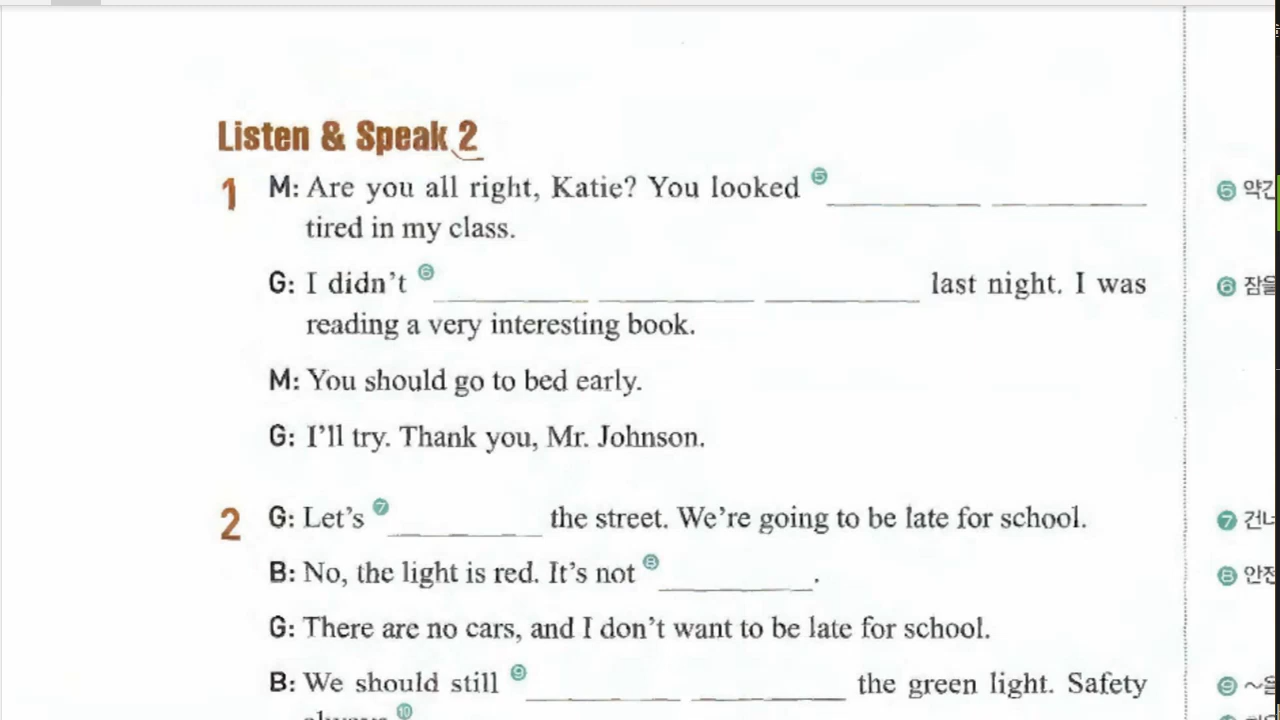 Listen & Speak 2
1 M: Are you all right, Katie? You looked ⑤ ________ ________ ⑤ 약간
tired in my class.
G: I didn't ⑥ ________ ________ ________ last night. I was ⑥ 잠을
reading a very interesting book.
M: You should go to bed early.
G: I'll try. Thank you, Mr. Johnson.
2 G: Let's ⑦ ________ the street. We're going to be late for school. ⑦
B: No, the light is red. It's not ⑧ ________. ⑧
G: There are no cars, and I don't want to be late for school.
B: We should still ⑨ ________ ________ the green light. Safety ⑨ ~을
always ⑩